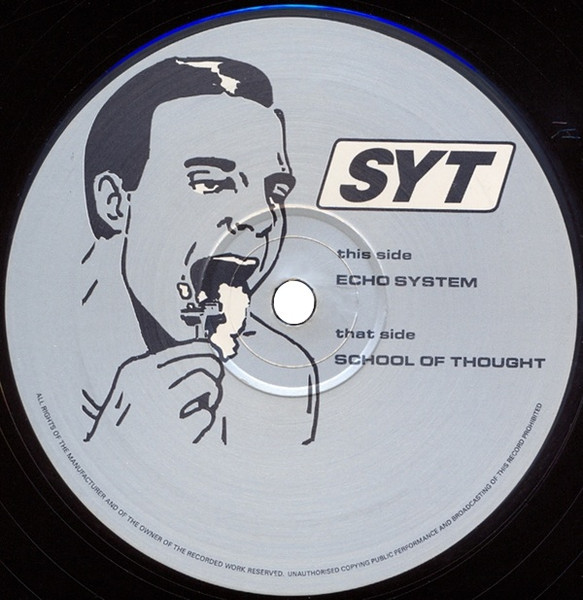 SYT
this side
ECHO SYSTEM
that side
SCHOOL OF THOUGHT
ALL RIGHTS OF THE MANUFACTURER AND OF THE OWNER OF THE RECORDED WORK RESERVED. UNAUTHORISED COPYING PUBLIC PERFORMANCE AND BROADCASTING OF THIS RECORD PROHIBITED